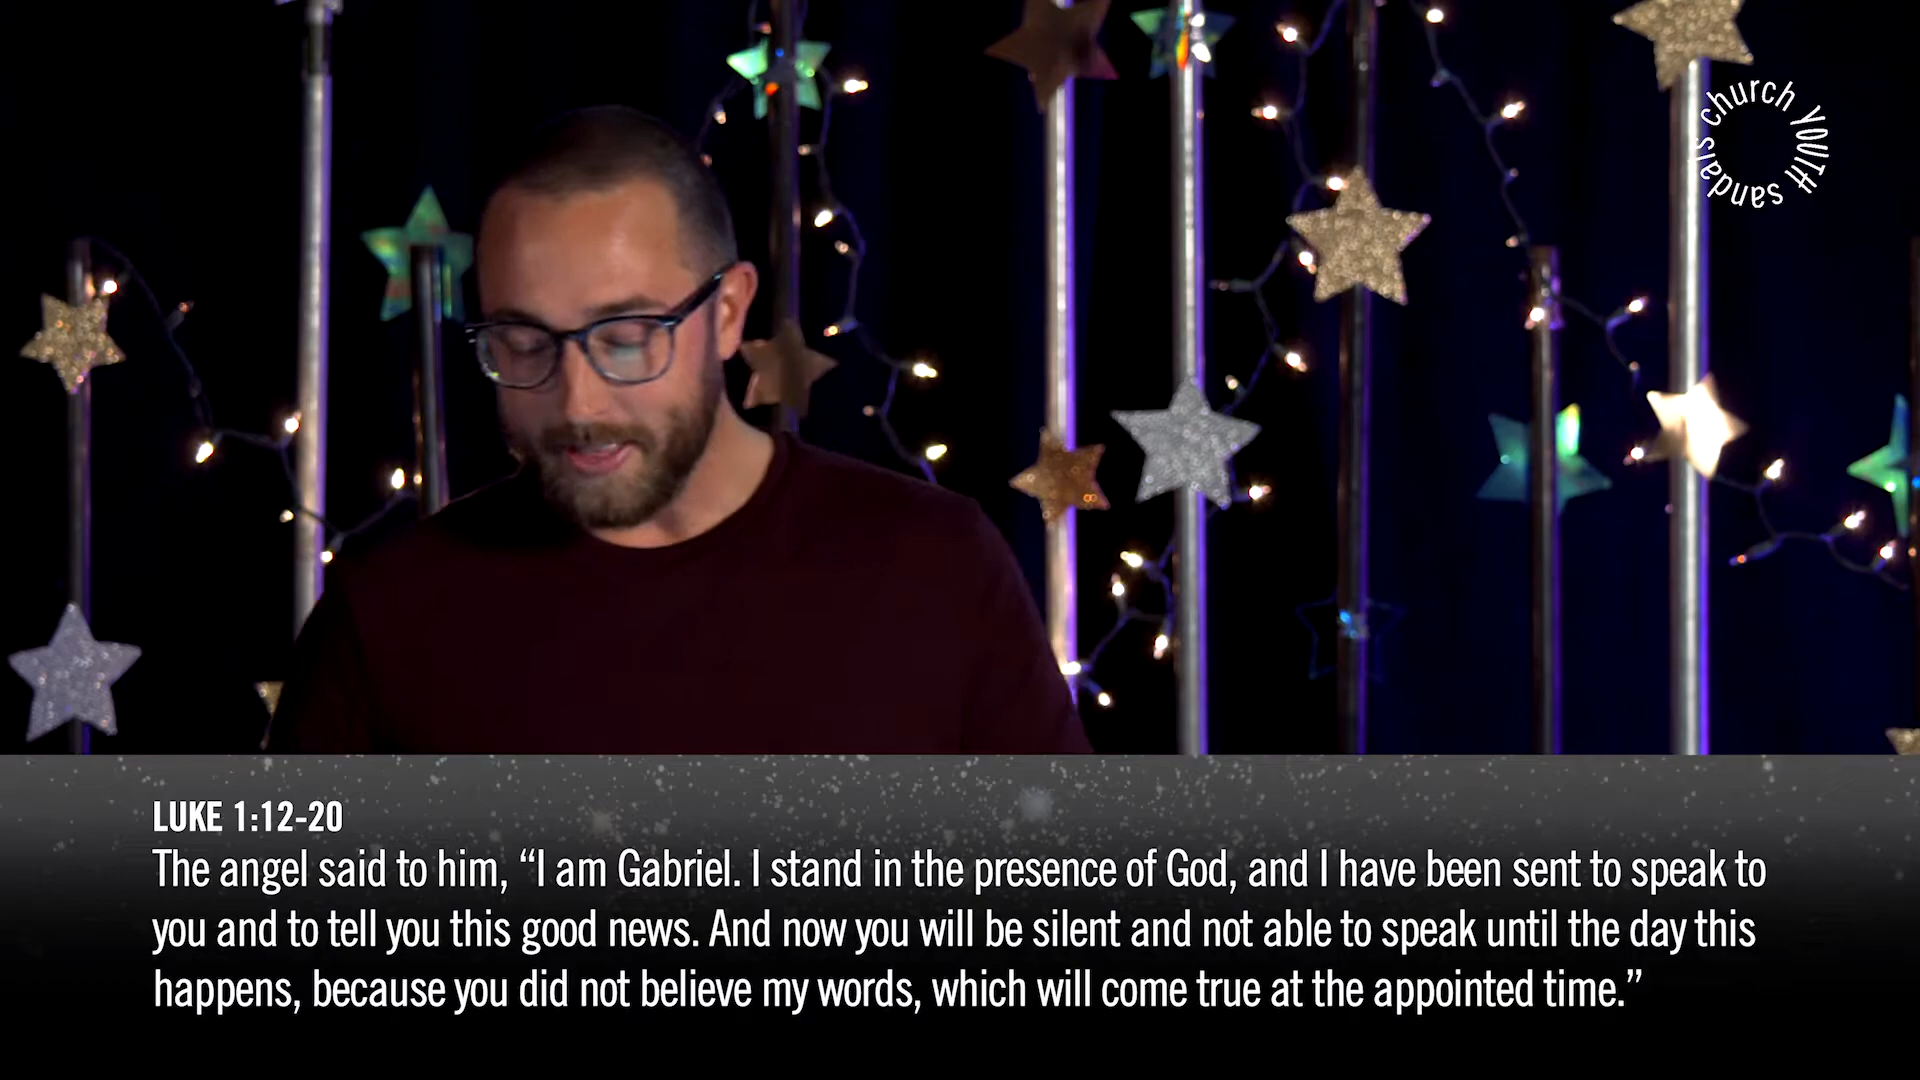 sandals church YOUTH
LUKE 1:12-20
The angel said to him, “I am Gabriel. I stand in the presence of God, and I have been sent to speak to
you and to tell you this good news. And now you will be silent and not able to speak until the day this
happens, because you did not believe my words, which will come true at the appointed time.”